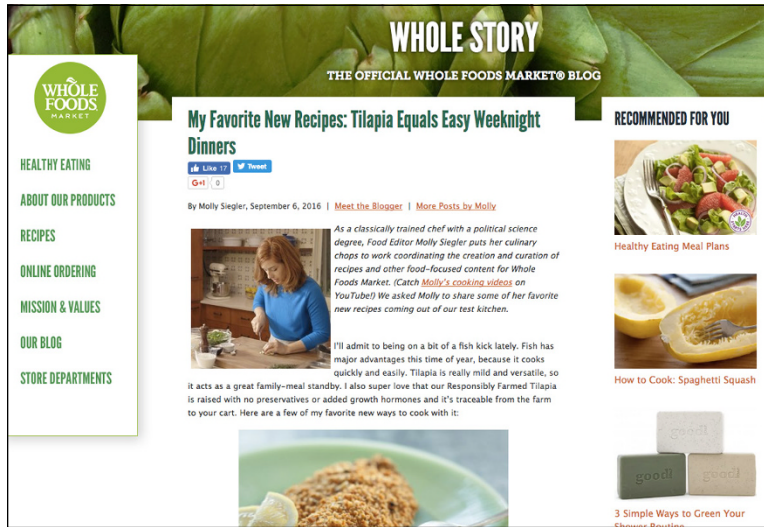 WHOLE STORY
THE OFFICIAL WHOLE FOODS MARKET® BLOG
WHOLE
FOODS
MARKET
HEALTHY EATING
ABOUT OUR PRODUCTS
RECIPES
ONLINE ORDERING
MISSION & VALUES
OUR BLOG
STORE DEPARTMENTS
My Favorite New Recipes: Tilapia Equals Easy Weeknight
Dinners
Like 17 Tweet
G+1 0
By Molly Siegler, September 6, 2016 | Meet the Blogger | More Posts by Molly
As a classically trained chef with a political science
degree, Food Editor Molly Siegler puts her culinary
chops to work coordinating the creation and curation of
recipes and other food-focused content for Whole
Foods Market. (Catch Molly's cooking videos on
YouTube!) We asked Molly to share some of her favorite
new recipes coming out of our test kitchen.
I'll admit to being on a bit of a fish kick lately. Fish has
major advantages this time of year, because it cooks
quickly and easily. Tilapia is really mild and versatile, so
it acts as a great family-meal standby. I also super love that our Responsibly Farmed Tilapia
is raised with no preservatives or added growth hormones and it's traceable from the farm
to your cart. Here are a few of my favorite new ways to cook with it:
RECOMMENDED FOR YOU
Healthy Eating Meal Plans
How to Cook: Spaghetti Squash
good!
good!
good!
3 Simple Ways to Green Your
Shower Routine